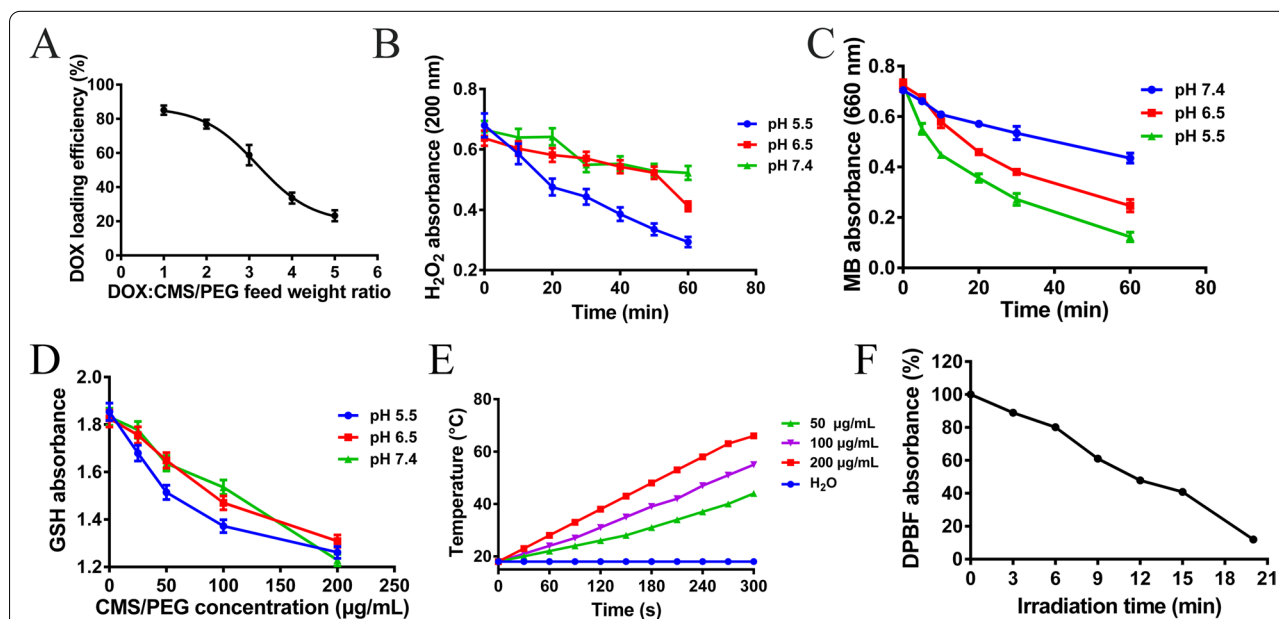 A
DOX loading efficiency (%)
100
80
60
40
20
0
0 1 2 3 4 5 6
DOX:CMS/PEG feed weight ratio
B
H₂O₂ absorbance (200 nm)
0.8
0.6
0.4
0.2
0 20 40 60 80
Time (min)
pH 5.5
pH 6.5
pH 7.4
C
MB absorbance (660 nm)
0.8
0.6
0.4
0.2
0.0
0 20 40 60 80
Time (min)
pH 7.4
pH 6.5
pH 5.5
D
GSH absorbance
2.0
1.8
1.6
1.4
1.2
0 50 100 150 200 250
CMS/PEG concentration (µg/mL)
pH 5.5
pH 6.5
pH 7.4
E
Temperature (°C)
80
60
40
20
0 60 120 180 240 300
Time (s)
50 µg/mL
100 µg/mL
200 µg/mL
H₂O
F
DPBF absorbance (%)
120
100
80
60
40
20
0
0 3 6 9 12 15 18 21
Irradiation time (min)